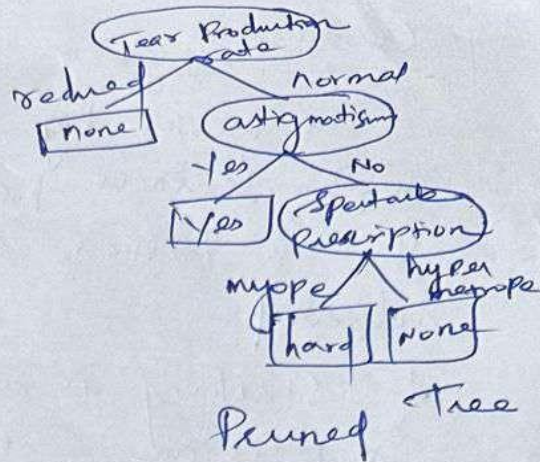 Tear Production
rate
reduced
normal
none
astigmatism
Yes
No
Yes
Spectacle
prescription
myope
hyper
metrope
hard
None
Pruned Tree